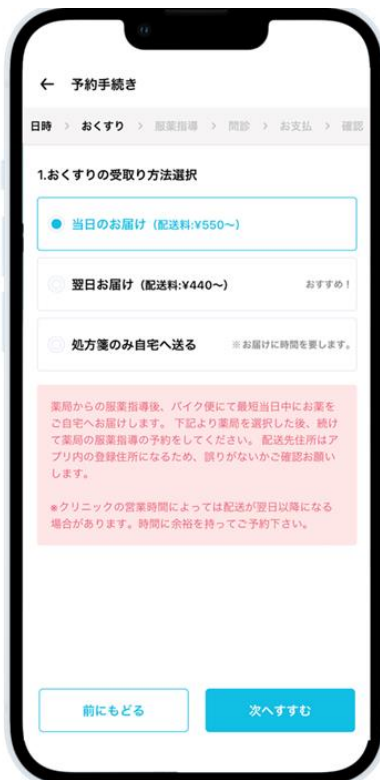 ← 予約手続き
日時 > おくすり > 服薬指導 > 問診 > お支払 > 確認
1.おくすりの受取り方法選択
当日のお届け（配送料:¥550～）
翌日お届け（配送料:¥440～） おすすめ！
処方箋のみ自宅へ送る ※お届けに時間を要します。
薬局からの服薬指導後、バイク便にて最短当日中にお薬を
ご自宅へお届けします。 下記より薬局を選択した後、続け
て薬局の服薬指導の予約をしてください。 配送先住所はア
プリ内の登録住所になるため、誤りがないかご確認お願い
します。
※クリニックの営業時間によっては配送が翌日以降になる
場合があります。時間に余裕を持ってご予約下さい。
前にもどる
次へすすむ